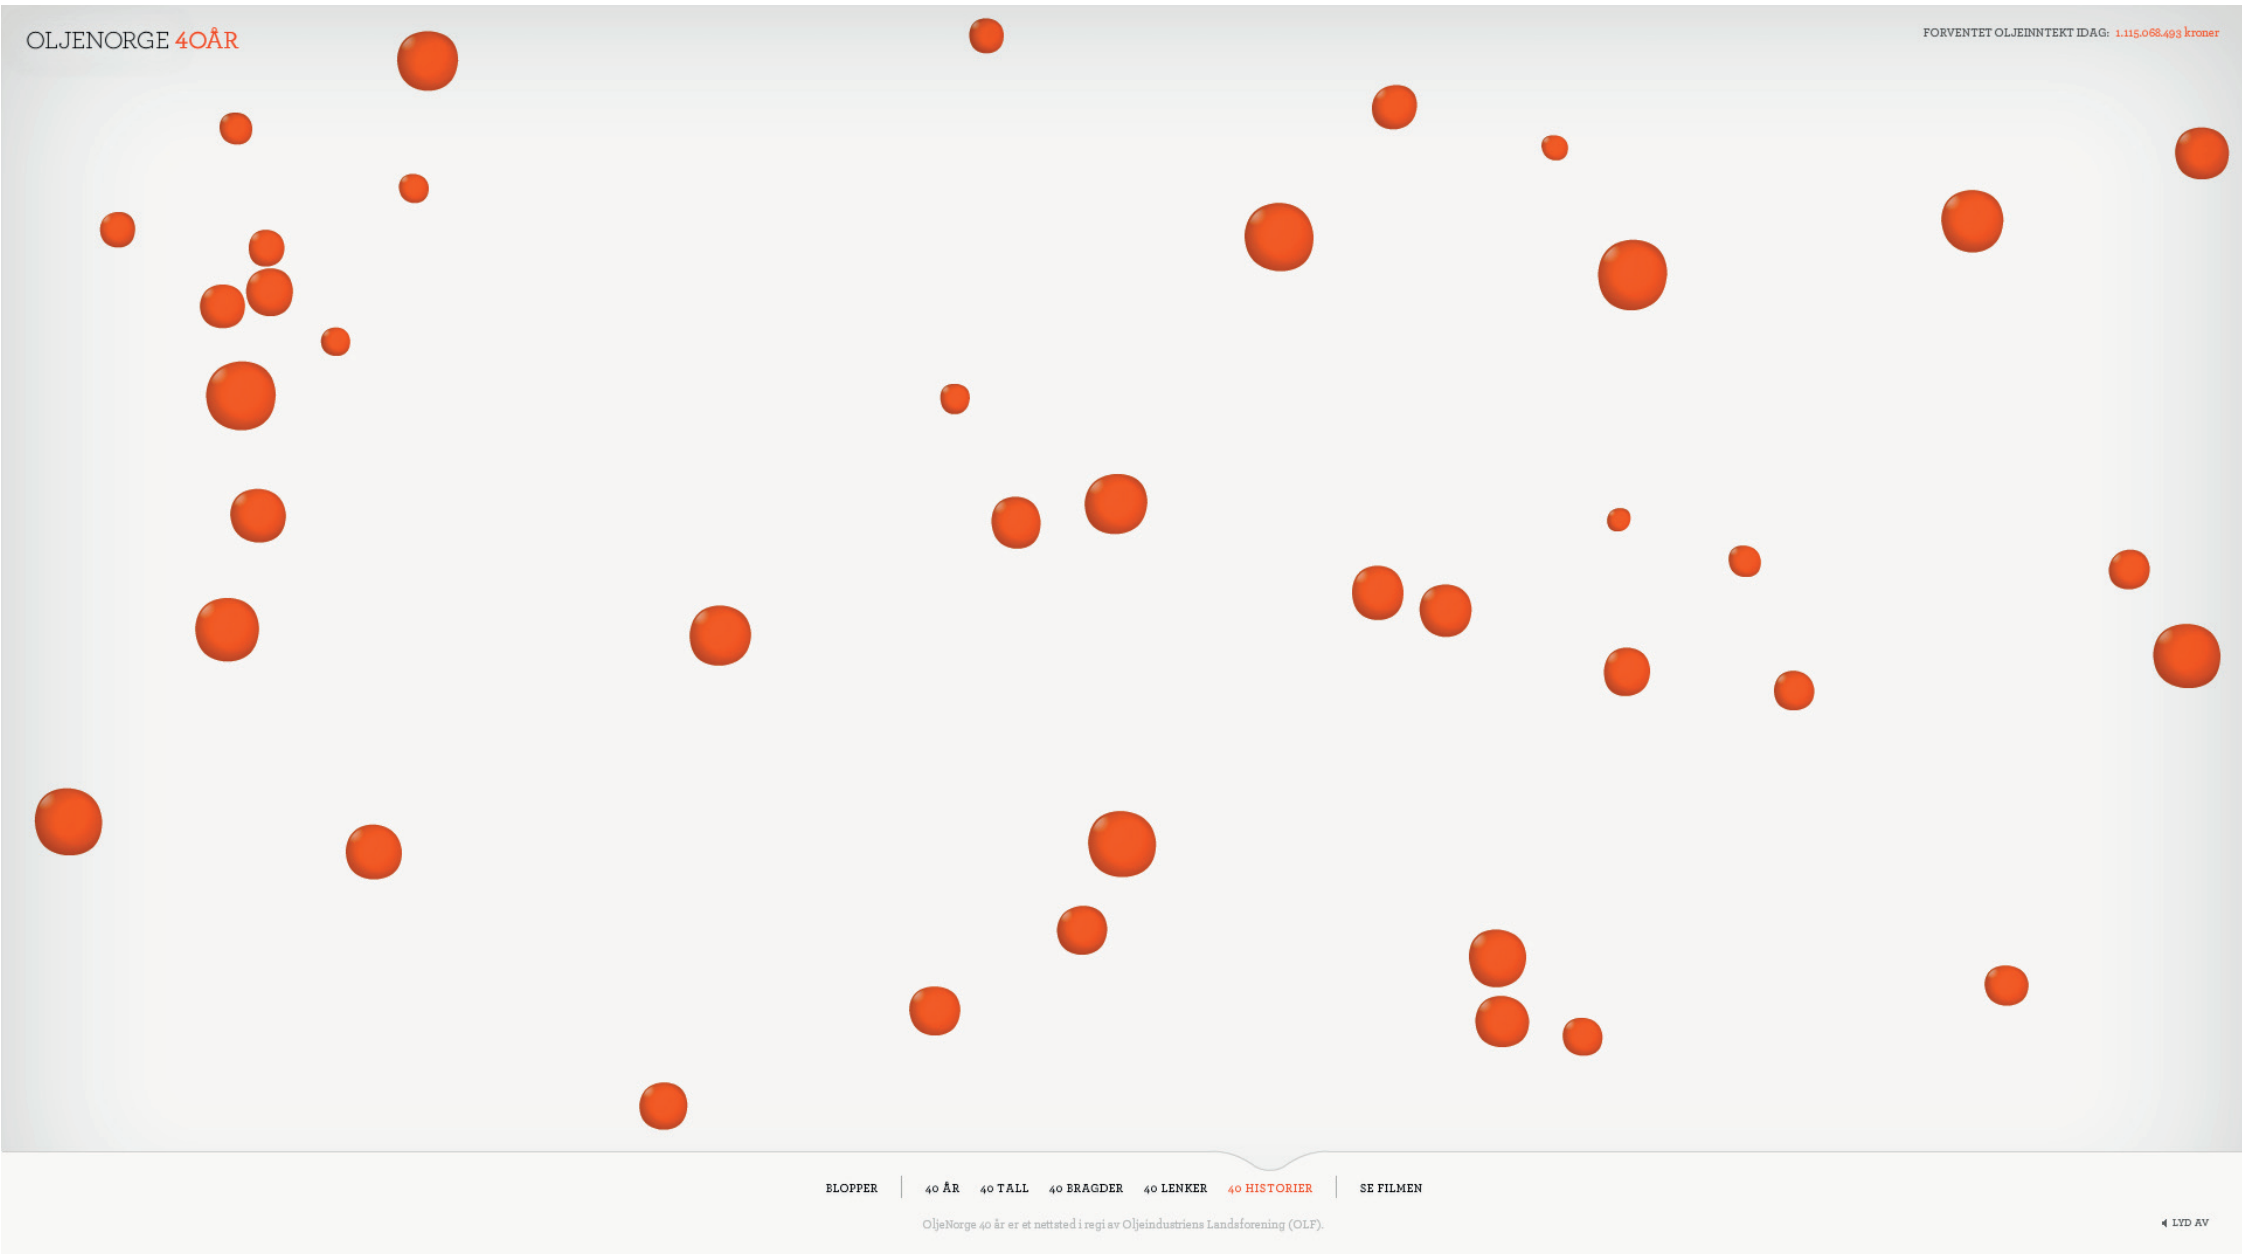 OLJENORGE 40ÅR
FORVENTET OLJEINNTEKT IDAG: 1.115.068.493 kroner
BLOPPER 40 ÅR 40 TALL 40 BRAGDER 40 LENKER 40 HISTORIER SE FILMEN
OljeNorge 40 år er et nettsted i regi av Oljeindustriens Landsforening (OLF).
LYD AV